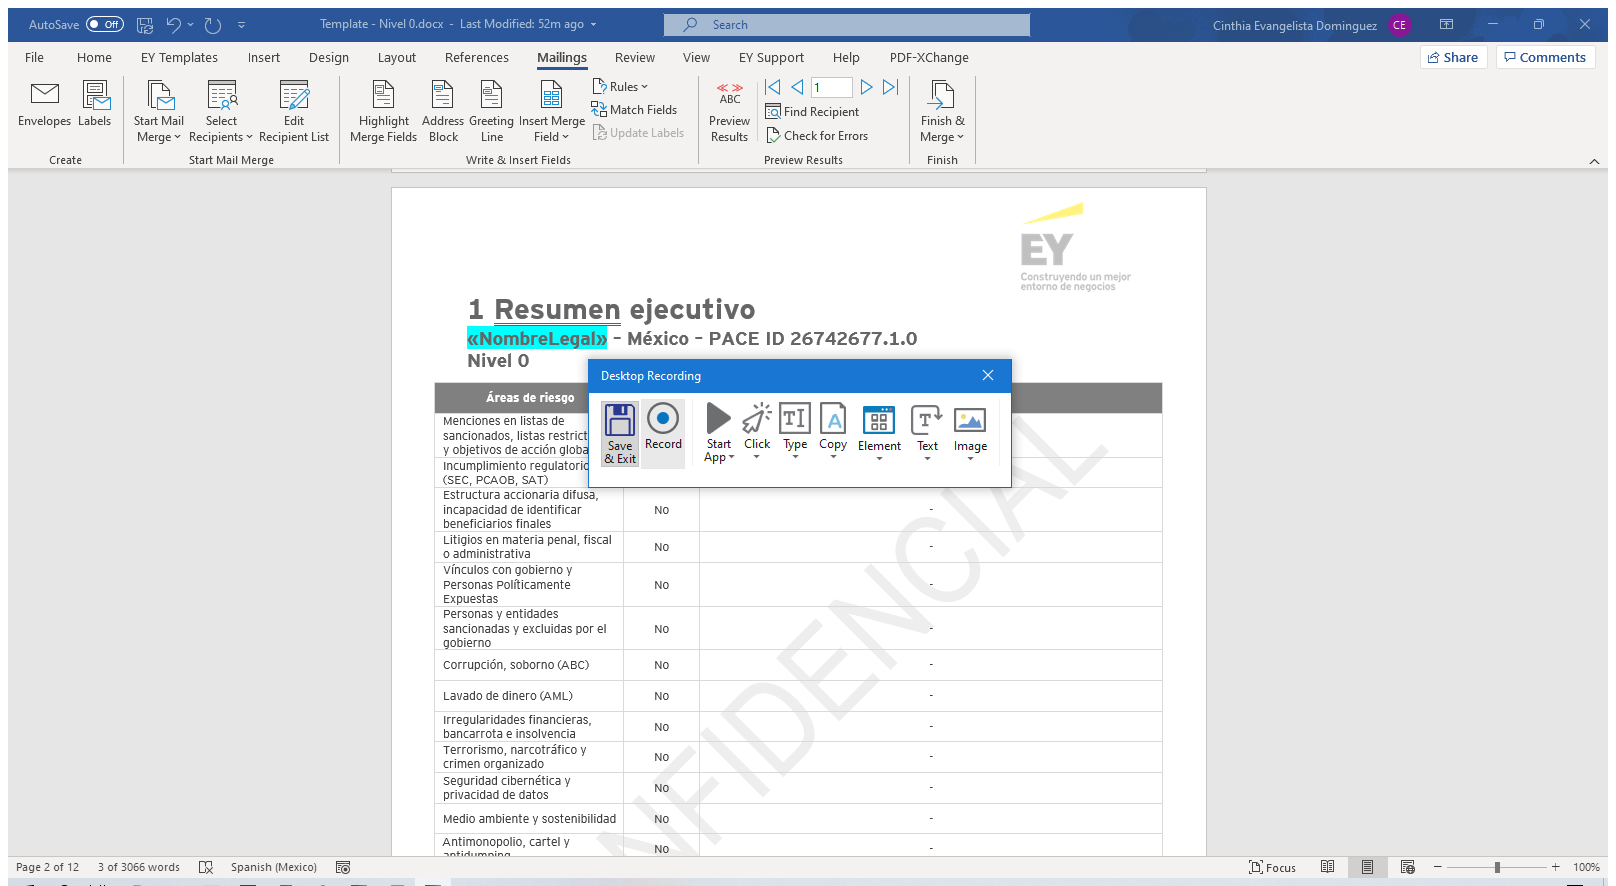 AutoSave Off
Template - Nivel 0.docx - Last Modified: 52m ago
Search
Cinthia Evangelista Dominguez CE
File Home EY Templates Insert Design Layout References Mailings Review View EY Support Help PDF-XChange
Share Comments
Envelopes Labels
Create
Start Mail Merge
Select Recipients
Edit Recipient List
Start Mail Merge
Highlight Merge Fields
Address Block
Greeting Line
Insert Merge Field
Rules
Match Fields
Update Labels
Write & Insert Fields
ABC
Preview Results
1
Find Recipient
Check for Errors
Preview Results
Finish & Merge
Finish
EY
Construyendo un mejor
entorno de negocios
1 Resumen ejecutivo
«NombreLegal» – México – PACE ID 26742677.1.0
Nivel 0
Desktop Recording
Save & Exit
Record
Start App
Click
Type
Copy
Element
Text
Image
Áreas de riesgo
Menciones en listas de
sancionados, listas restrict
y objetivos de acción globa
Incumplimiento regulatorio
(SEC, PCAOB, SAT)
Estructura accionaria difusa,
incapacidad de identificar
beneficiarios finales
No -
Litigios en materia penal, fiscal
o administrativa
No -
Vínculos con gobierno y
Personas Políticamente
Expuestas
No -
Personas y entidades
sancionadas y excluidas por el
gobierno
No -
Corrupción, soborno (ABC) No -
Lavado de dinero (AML) No -
Irregularidades financieras,
bancarrota e insolvencia
No -
Terrorismo, narcotráfico y
crimen organizado
No -
Seguridad cibernética y
privacidad de datos
No -
Medio ambiente y sostenibilidad No -
Antimonopolio, cartel y
antidumping
No -
NFIDENCIAL
Page 2 of 12 3 of 3066 words Spanish (Mexico)
Focus
100%